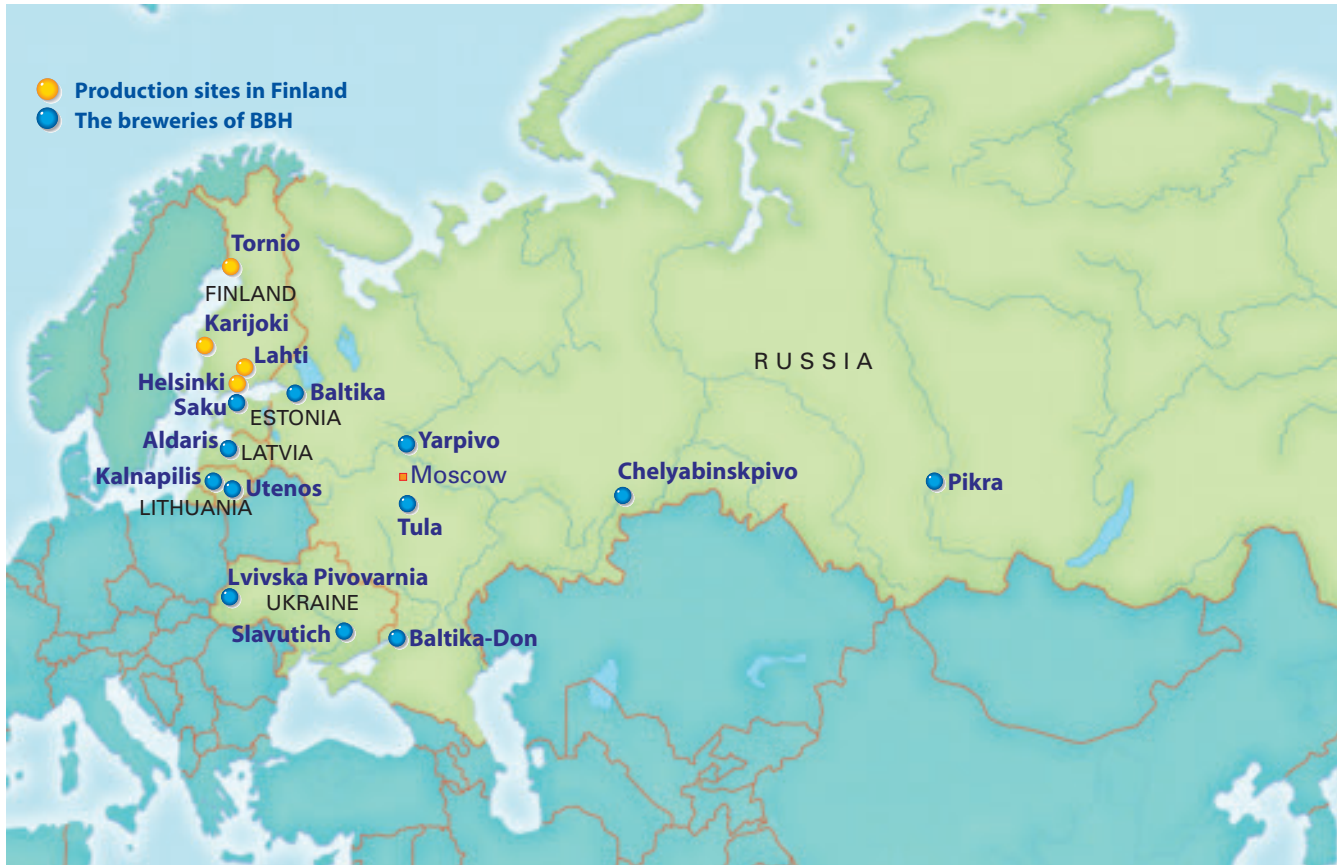 Production sites in Finland
The breweries of BBH
Tornio
FINLAND
Karijoki
Lahti
Helsinki
Baltika
Saku
ESTONIA
RUSSIA
Aldaris
LATVIA
Yarpivo
Kalnapilis
Moscow
Chelyabinskpivo
Pikra
Utenos
LITHUANIA
Tula
Lvivska Pivovarnia
UKRAINE
Slavutich
Baltika-Don